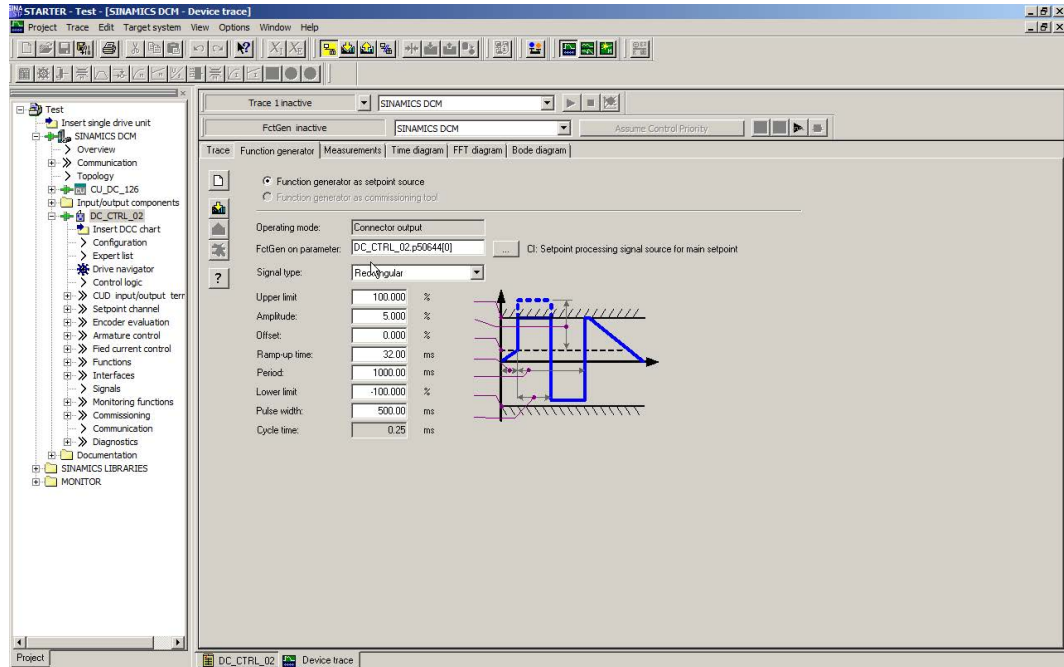 STARTER - Test - [SINAMICS DCM - Device trace]
Project Trace Edit Target system View Options Window Help
Trace 1 inactive SINAMICS DCM
FctGen inactive SINAMICS DCM Assume Control Priority
Trace Function generator Measurements Time diagram FFT diagram Bode diagram
Test
Insert single drive unit
SINAMICS DCM
Overview
Communication
Topology
CU_DC_126
Input/output components
DC_CTRL_02
Insert DCC chart
Configuration
Expert list
Drive navigator
Control logic
CUD input/output terr
Setpoint channel
Encoder evaluation
Armature control
Fied current control
Functions
Interfaces
Signals
Monitoring functions
Commissioning
Communication
Diagnostics
Documentation
SINAMICS LIBRARIES
MONITOR
Function generator as setpoint source
Function generator as commissioning tool
Operating mode: Connector output
FctGen on parameter: DC_CTRL_02.p50644[0] ... CI: Setpoint processing signal source for main setpoint
Signal type: Rectangular
Upper limit 100.000 %
Amplitude: 5.000 %
Offset: 0.000 %
Ramp-up time: 32.00 ms
Period: 1000.00 ms
Lower limit -100.000 %
Pulse width: 500.00 ms
Cycle time: 0.25 ms
Project
DC_CTRL_02 Device trace